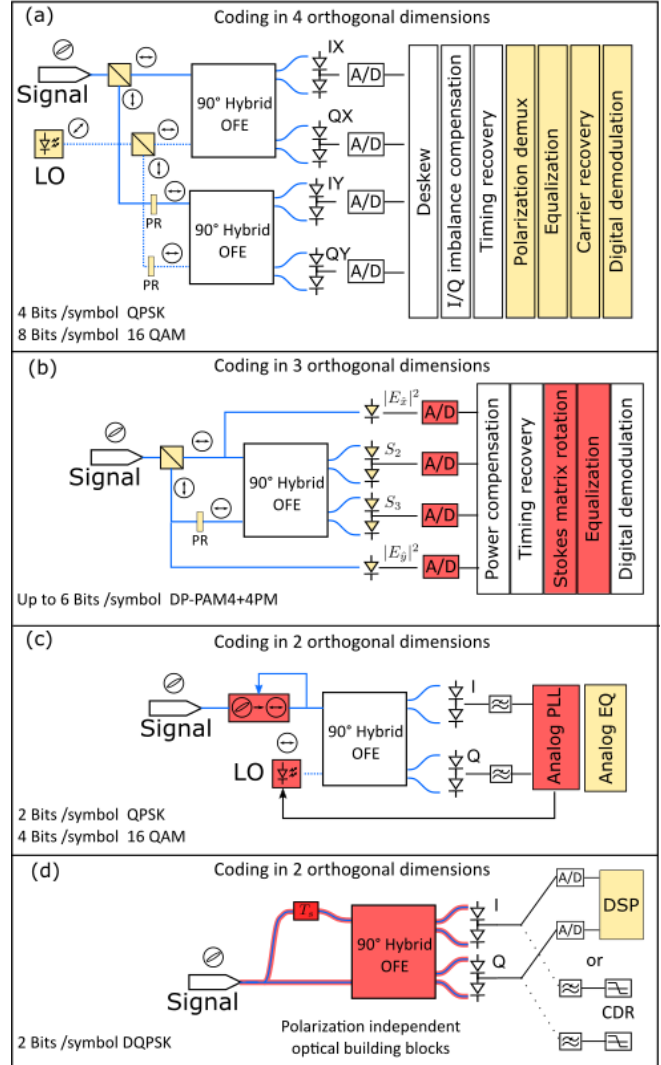 (a)
Coding in 4 orthogonal dimensions
Signal
LO
PR
PR
90° Hybrid
OFE
90° Hybrid
OFE
IX
QX
IY
QY
A/D
A/D
A/D
A/D
Deskew
I/Q imbalance compensation
Timing recovery
Polarization demux
Equalization
Carrier recovery
Digital demodulation
4 Bits /symbol QPSK
8 Bits /symbol 16 QAM
(b)
Coding in 3 orthogonal dimensions
Signal
PR
90° Hybrid
OFE
|E_x̂|²
S₂
S₃
|E_ŷ|²
A/D
A/D
A/D
A/D
Power compensation
Timing recovery
Stokes matrix rotation
Equalization
Digital demodulation
Up to 6 Bits /symbol DP-PAM4+4PM
(c)
Coding in 2 orthogonal dimensions
Signal
LO
90° Hybrid
OFE
I
Q
Analog PLL
Analog EQ
2 Bits /symbol QPSK
4 Bits /symbol 16 QAM
(d)
Coding in 2 orthogonal dimensions
Signal
Tₛ
90° Hybrid
OFE
I
Q
A/D
A/D
DSP
or
CDR
Polarization independent
optical building blocks
2 Bits /symbol DQPSK